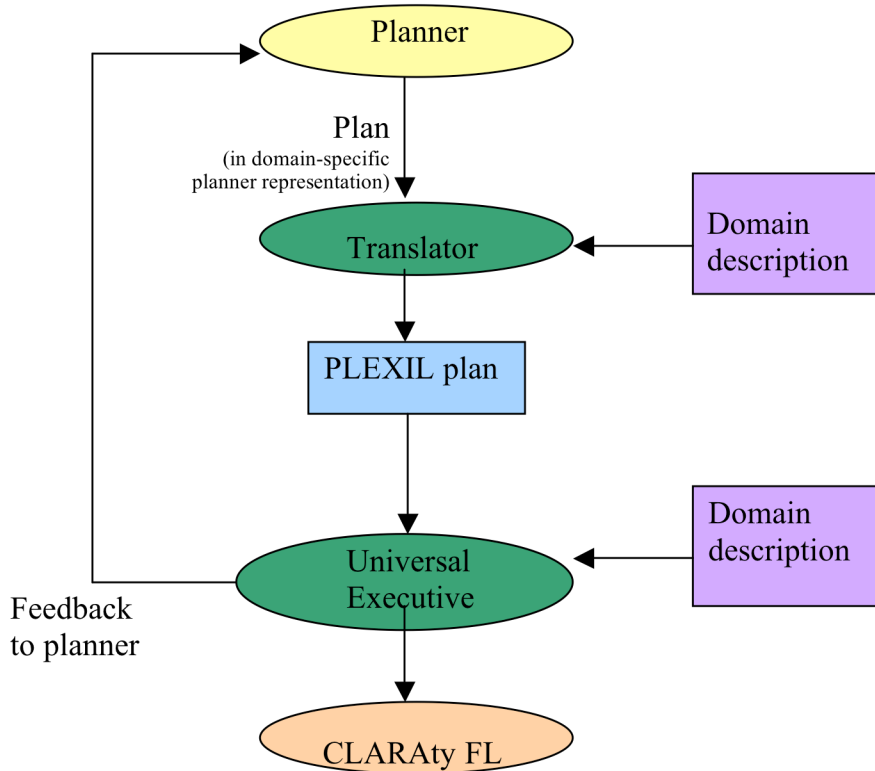 Planner
Plan
(in domain-specific
planner representation)
Translator
Domain
description
PLEXIL plan
Domain
description
Universal
Executive
Feedback
to planner
CLARAty FL